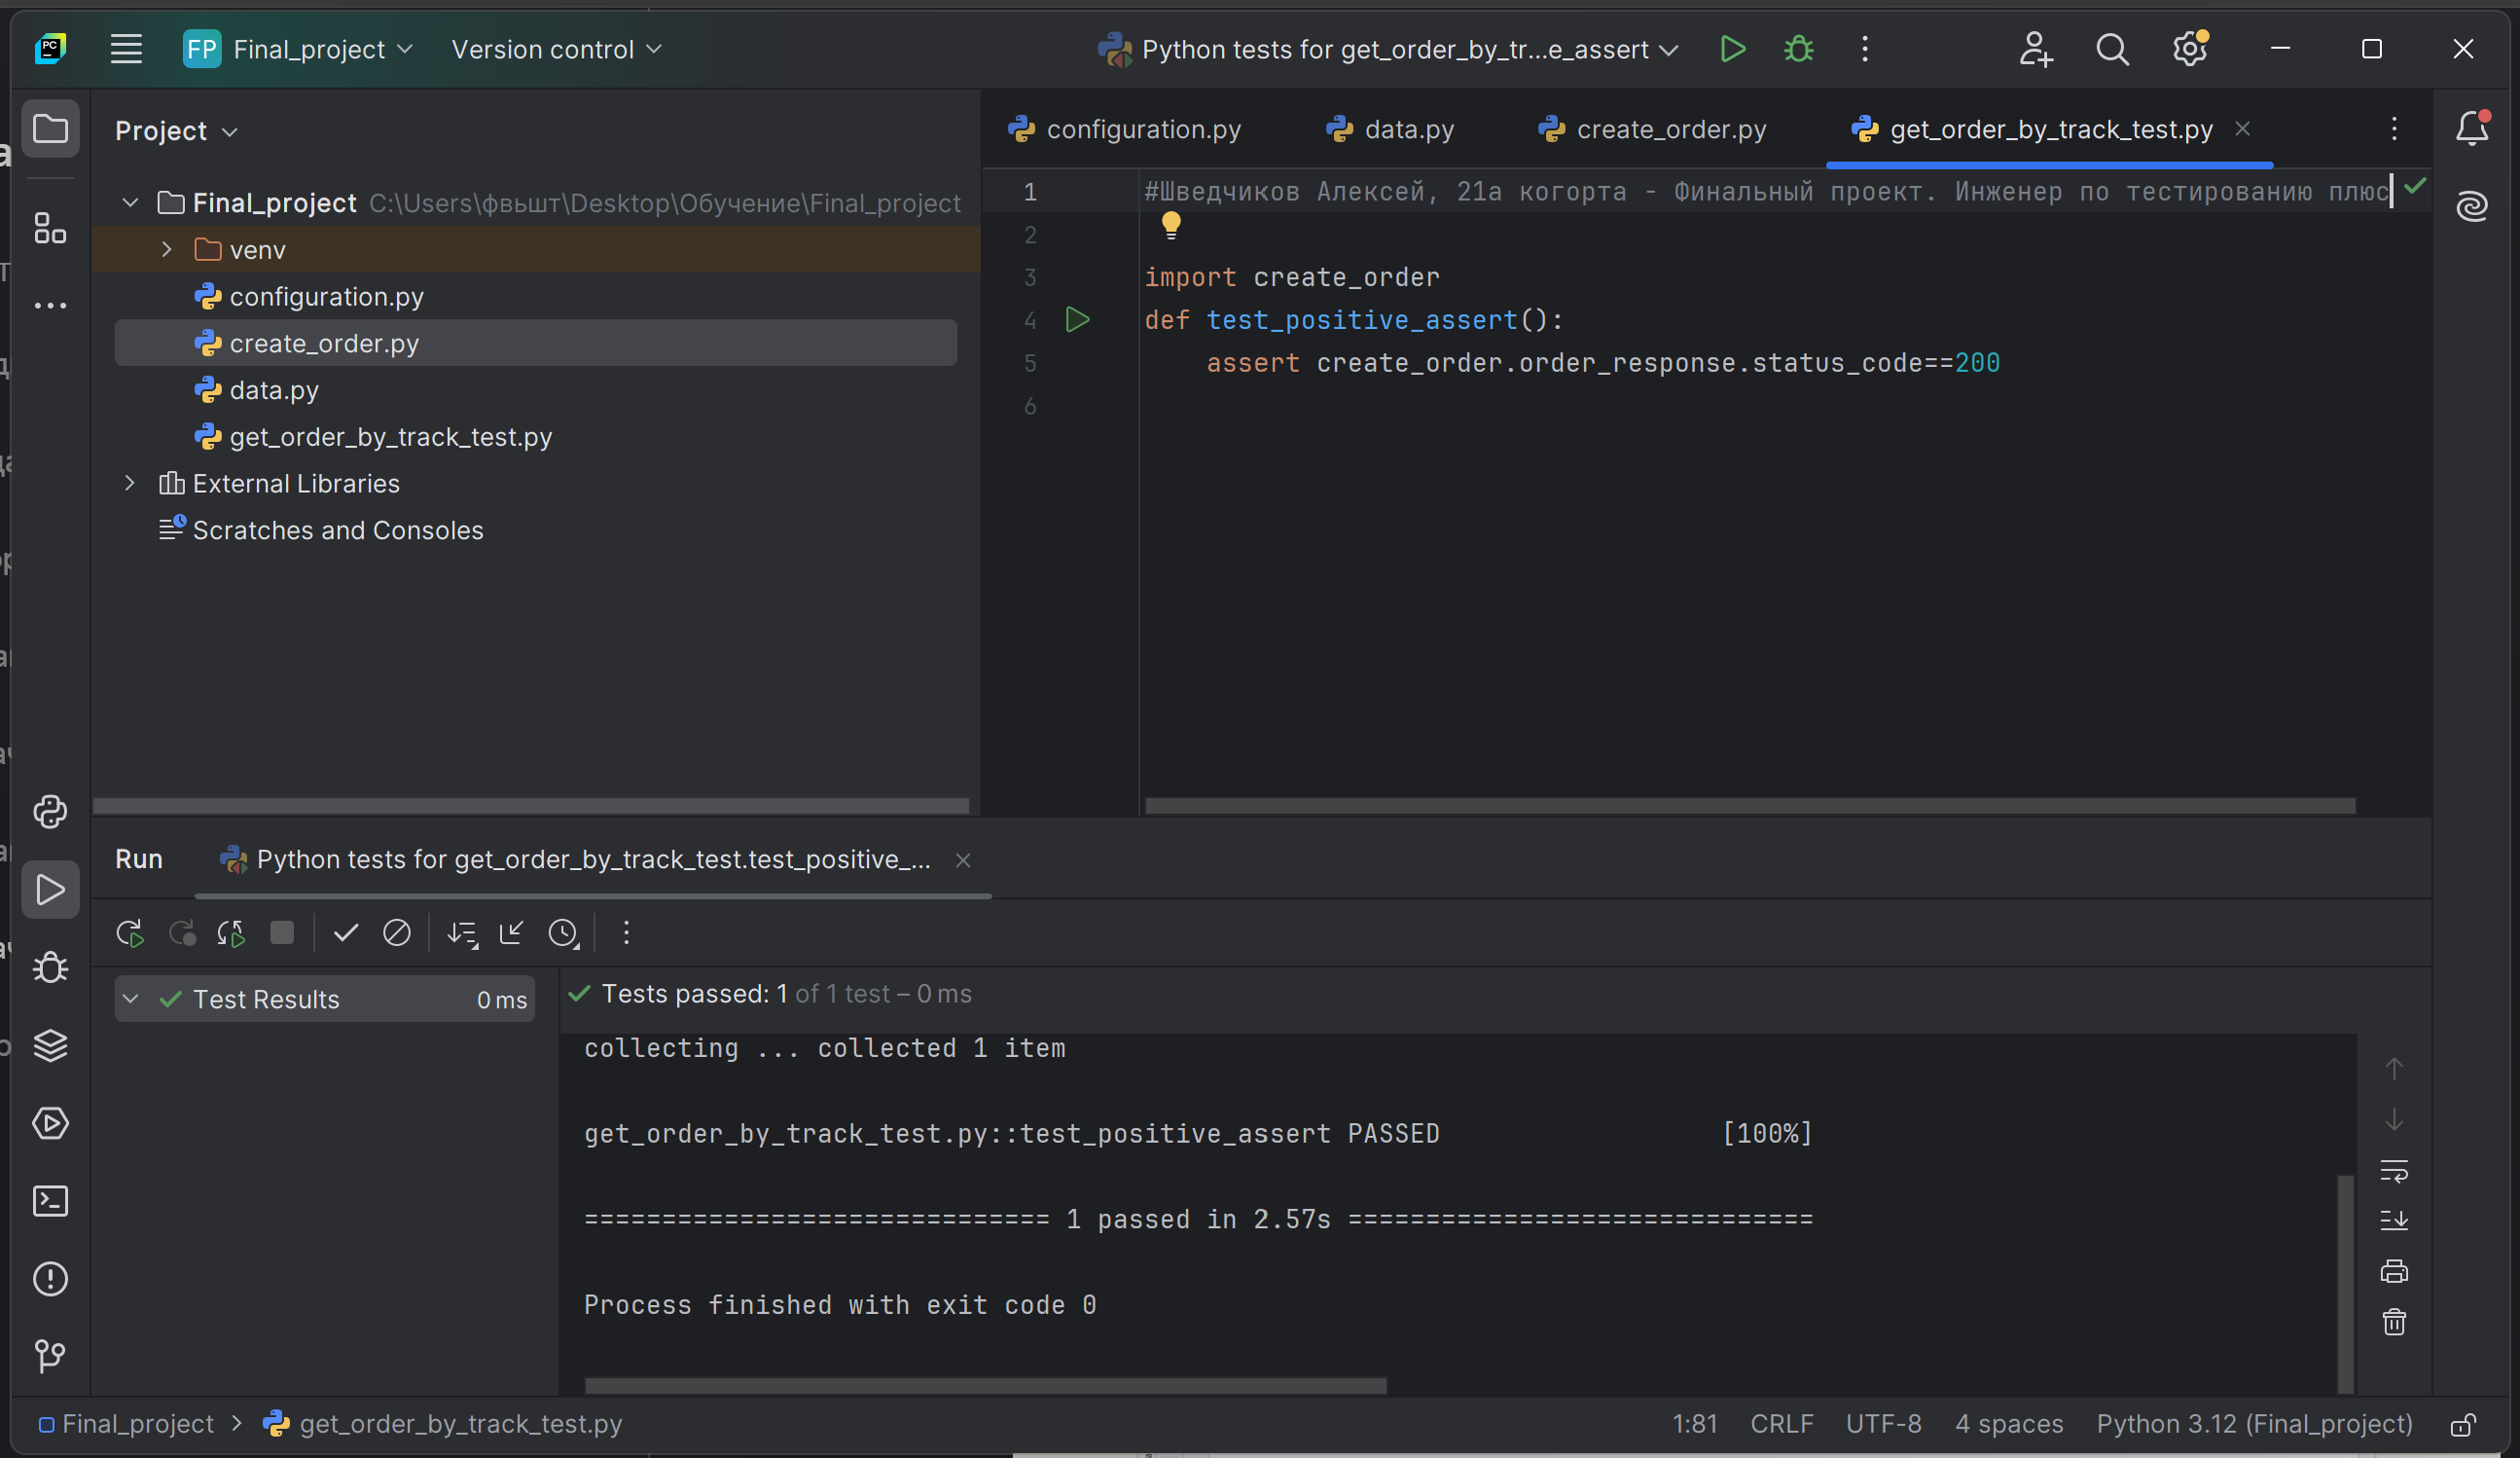 PC
FP Final_project
Version control
Python tests for get_order_by_tr...e_assert
Project
configuration.py
data.py
create_order.py
get_order_by_track_test.py
Final_project C:\Users\фвьшт\Desktop\Обучение\Final_project
venv
configuration.py
create_order.py
data.py
get_order_by_track_test.py
External Libraries
Scratches and Consoles
1 #Шведчиков Алексей, 21а когорта - Финальный проект. Инженер по тестированию плюс
2
3 import create_order
4 def test_positive_assert():
5 assert create_order.order_response.status_code==200
6
Run
Python tests for get_order_by_track_test.test_positive_...
Test Results 0 ms
Tests passed: 1 of 1 test – 0 ms
collecting ... collected 1 item
get_order_by_track_test.py::test_positive_assert PASSED [100%]
============================== 1 passed in 2.57s ==============================
Process finished with exit code 0
Final_project > get_order_by_track_test.py
1:81 CRLF UTF-8 4 spaces Python 3.12 (Final_project)